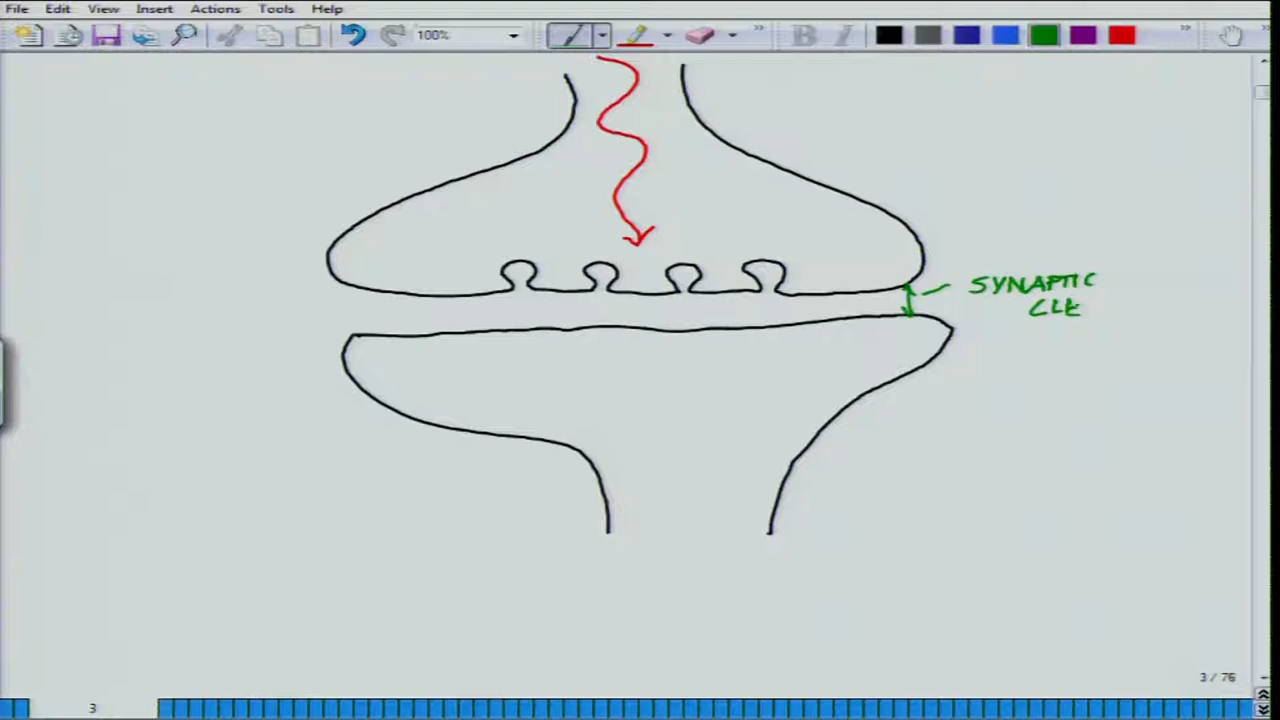 File Edit View Insert Actions Tools Help
100%
B I
SYNAPTIC
CLE
3 / 76
3